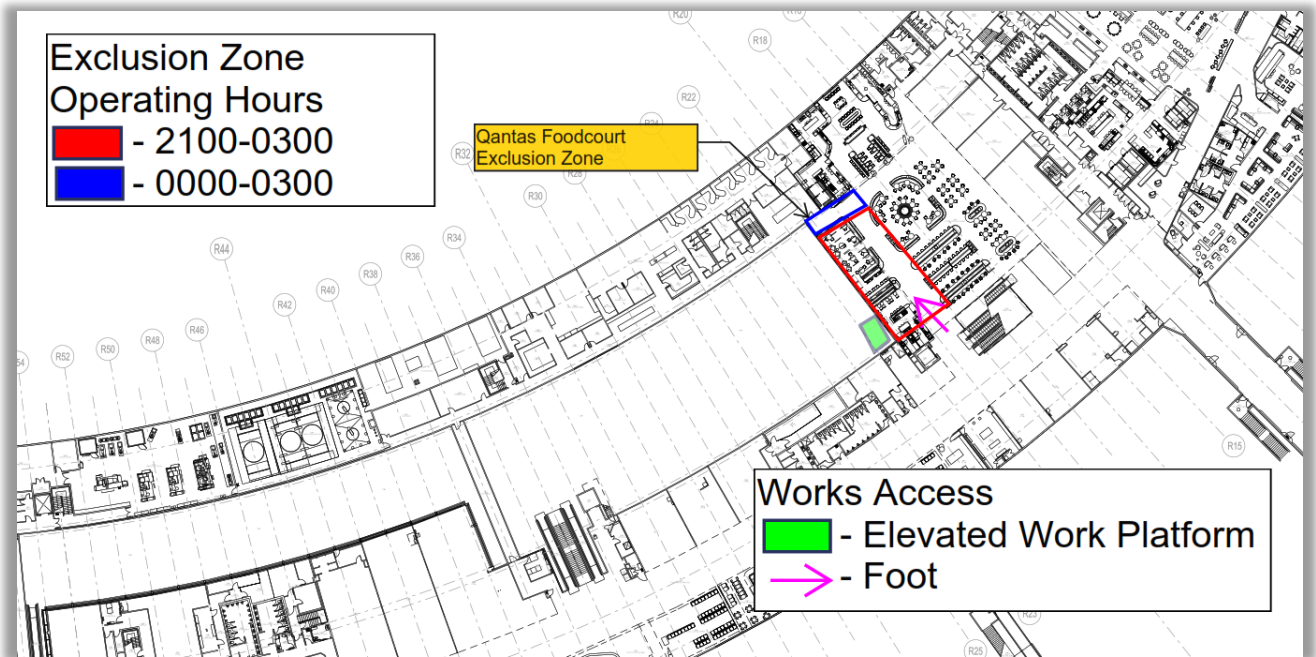 Exclusion Zone
Operating Hours
- 2100-0300
- 0000-0300
Qantas Foodcourt
Exclusion Zone
R20
R18
R22
R24
R32
R28
R30
R34
R44
R36
R38
R40
R42
R46
R48
R50
R52
54
R15
Works Access
- Elevated Work Platform
- Foot
R23
R25